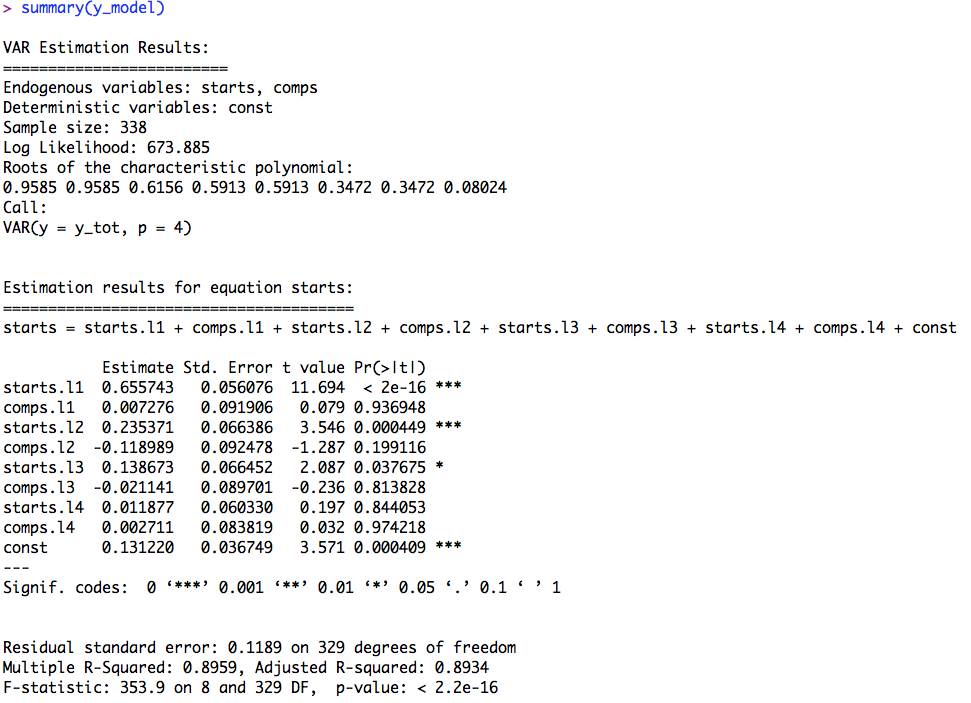 > summary(y_model)
VAR Estimation Results:
=========================
Endogenous variables: starts, comps
Deterministic variables: const
Sample size: 338
Log Likelihood: 673.885
Roots of the characteristic polynomial:
0.9585 0.9585 0.6156 0.5913 0.5913 0.3472 0.3472 0.08024
Call:
VAR(y = y_tot, p = 4)
Estimation results for equation starts:
=======================================
starts = starts.l1 + comps.l1 + starts.l2 + comps.l2 + starts.l3 + comps.l3 + starts.l4 + comps.l4 + const
Estimate Std. Error t value Pr(>|t|)
starts.l1 0.655743 0.056076 11.694 < 2e-16 ***
comps.l1 0.007276 0.091906 0.079 0.936948
starts.l2 0.235371 0.066386 3.546 0.000449 ***
comps.l2 -0.118989 0.092478 -1.287 0.199116
starts.l3 0.138673 0.066452 2.087 0.037675 *
comps.l3 -0.021141 0.089701 -0.236 0.813828
starts.l4 0.011877 0.060330 0.197 0.844053
comps.l4 0.002711 0.083819 0.032 0.974218
const 0.131220 0.036749 3.571 0.000409 ***
---
Signif. codes: 0 ‘***’ 0.001 ‘**’ 0.01 ‘*’ 0.05 ‘.’ 0.1 ‘ ’ 1
Residual standard error: 0.1189 on 329 degrees of freedom
Multiple R-Squared: 0.8959, Adjusted R-squared: 0.8934
F-statistic: 353.9 on 8 and 329 DF, p-value: < 2.2e-16